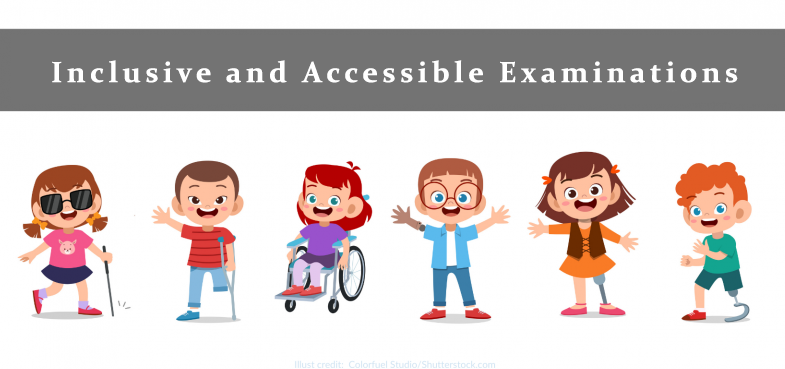 Inclusive and Accessible Examinations
Illust credit: Colorfuel Studio/Shutterstock.com